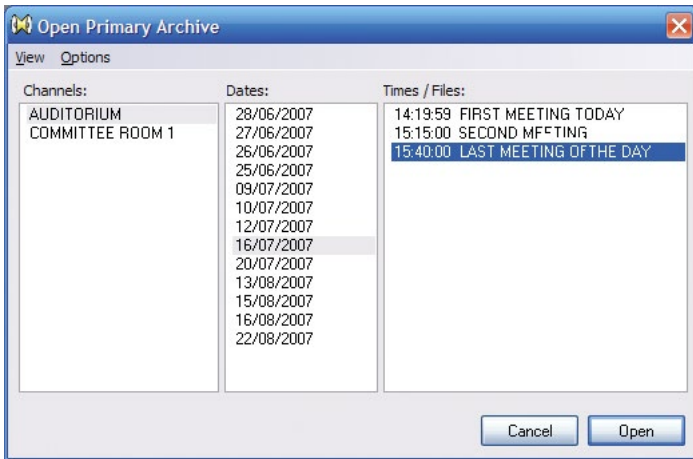 Open Primary Archive
View Options
Channels:
AUDITORIUM
COMMITTEE ROOM 1
Dates:
28/06/2007
27/06/2007
26/06/2007
25/06/2007
09/07/2007
10/07/2007
12/07/2007
16/07/2007
20/07/2007
13/08/2007
15/08/2007
16/08/2007
22/08/2007
Times / Files:
14:19:59 FIRST MEETING TODAY
15:15:00 SECOND MEETING
15:40:00 LAST MEETING OF THE DAY
Cancel Open